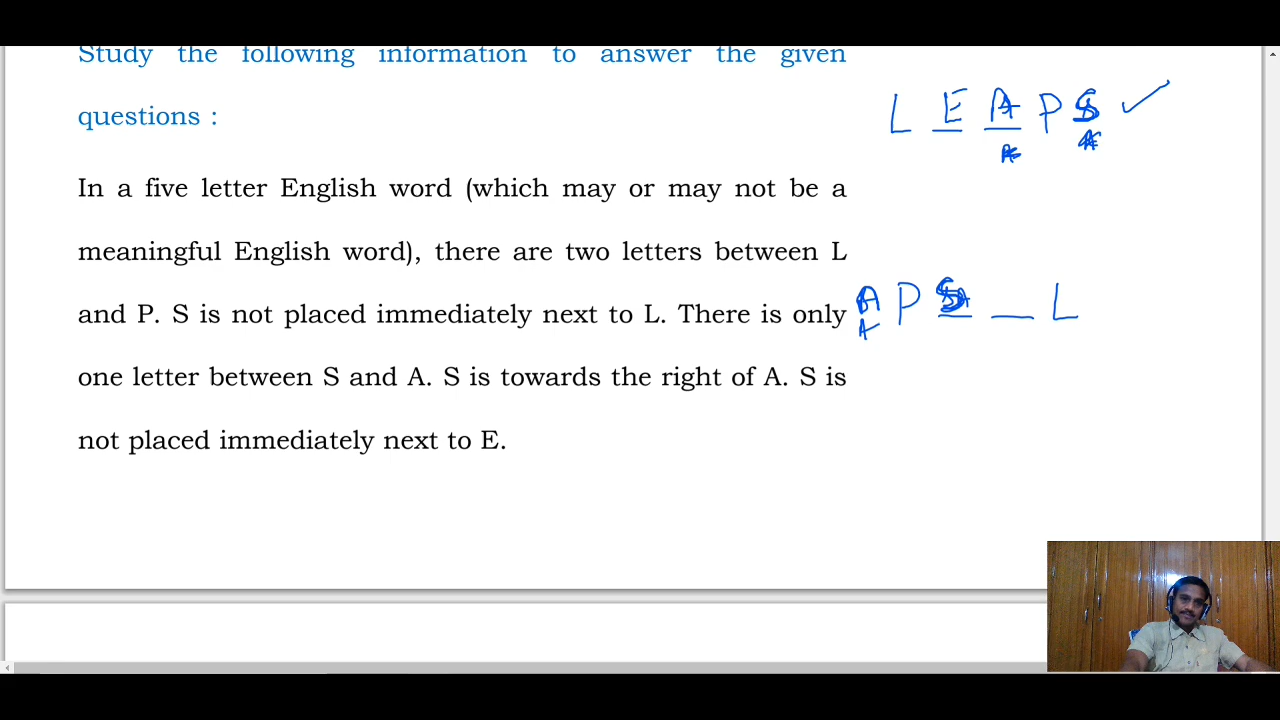 Study the following information to answer the given
questions :
In a five letter English word (which may or may not be a
meaningful English word), there are two letters between L
and P. S is not placed immediately next to L. There is only
one letter between S and A. S is towards the right of A. S is
not placed immediately next to E.
L E A P S
A P S L